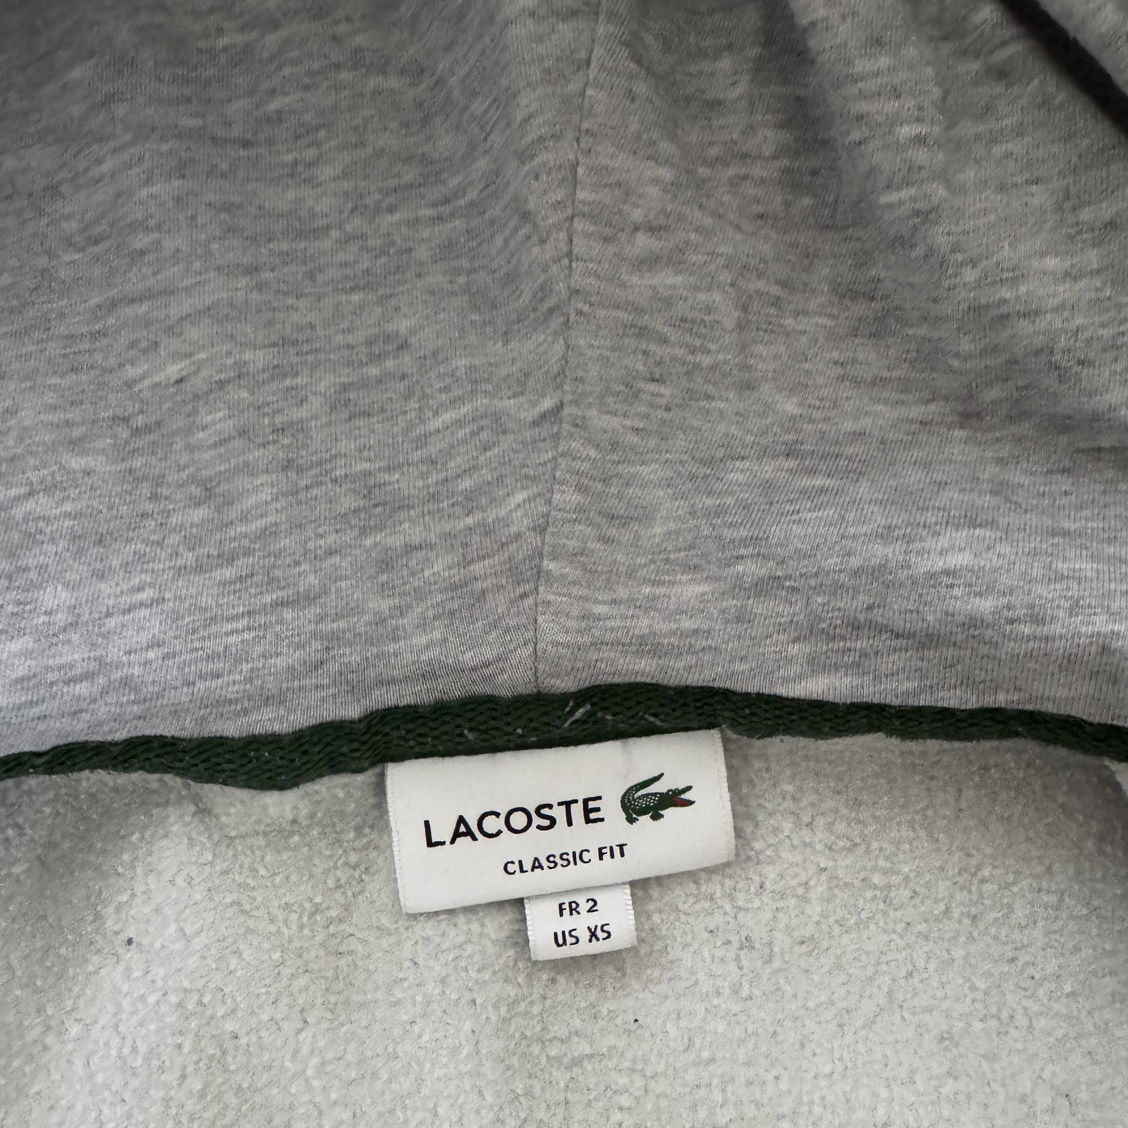 LACOSTE
CLASSIC FIT
FR 2
US XS